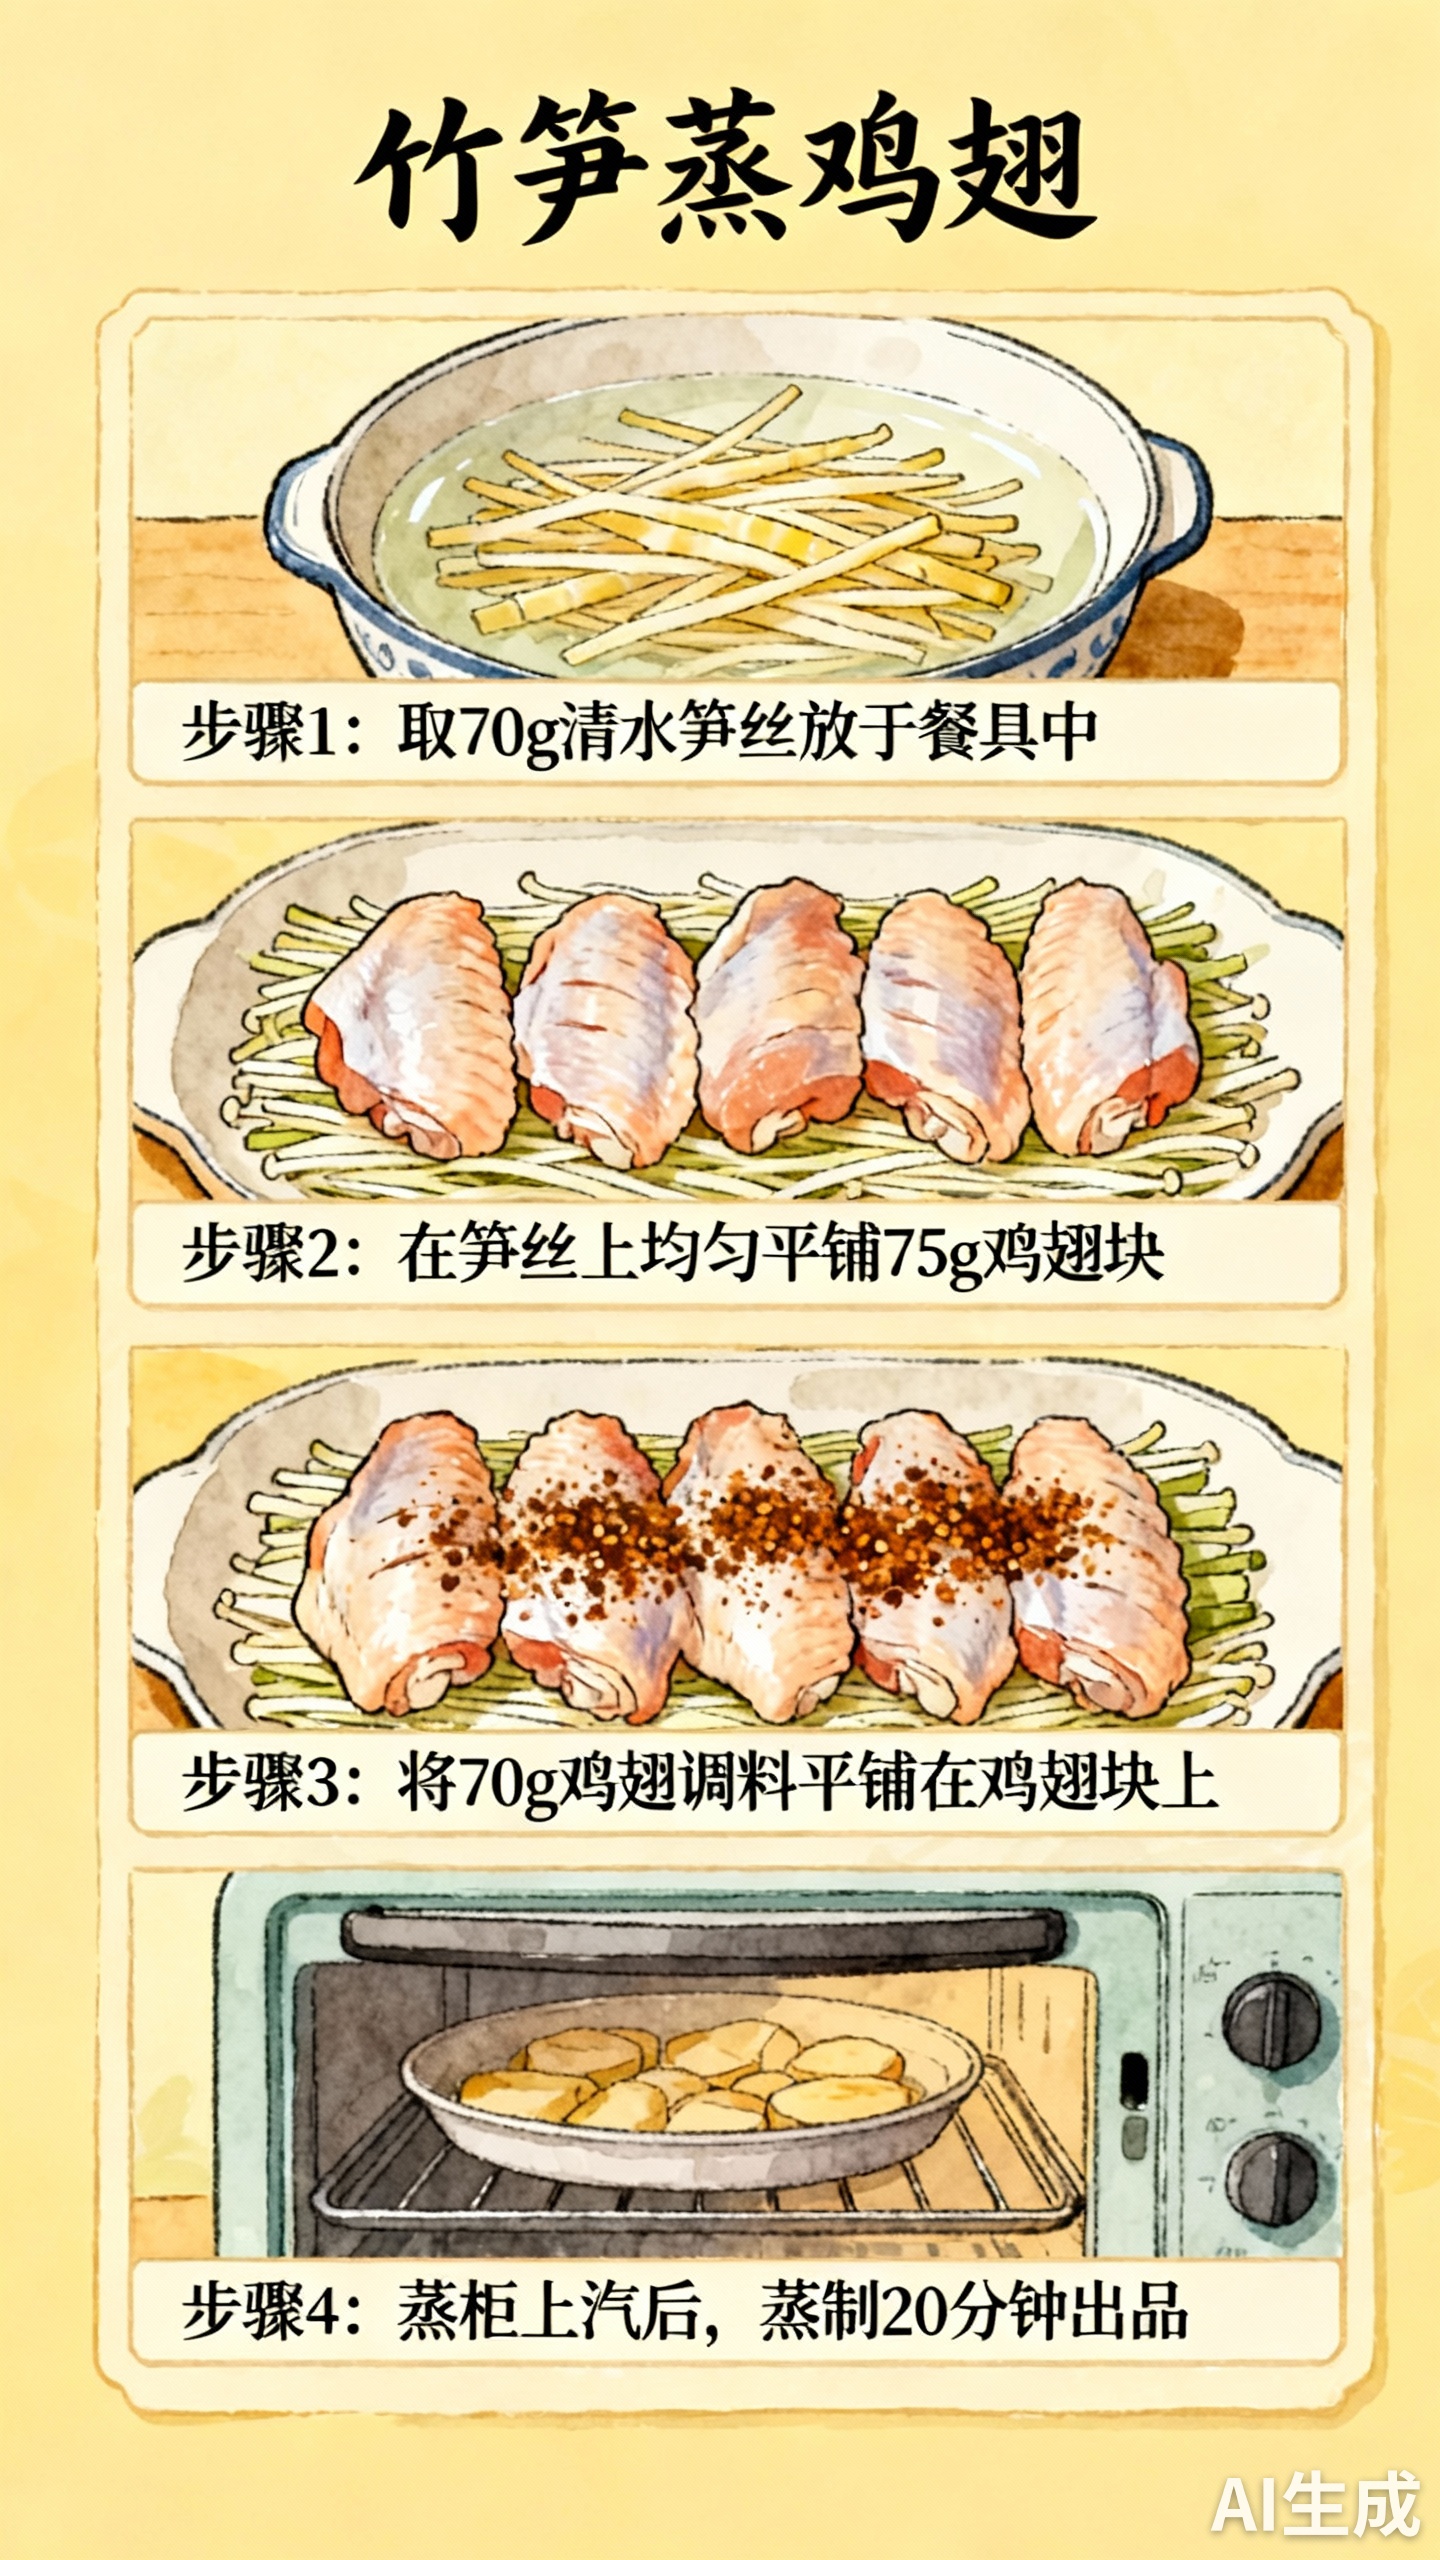 竹笋蒸鸡翅
步骤1：取70g清水笋丝放于餐具中
步骤2：在笋丝上均匀平铺75g鸡翅块
步骤3：将70g鸡翅调料平铺在鸡翅块上
步骤4：蒸柜上汽后，蒸制20分钟出品
AI生成